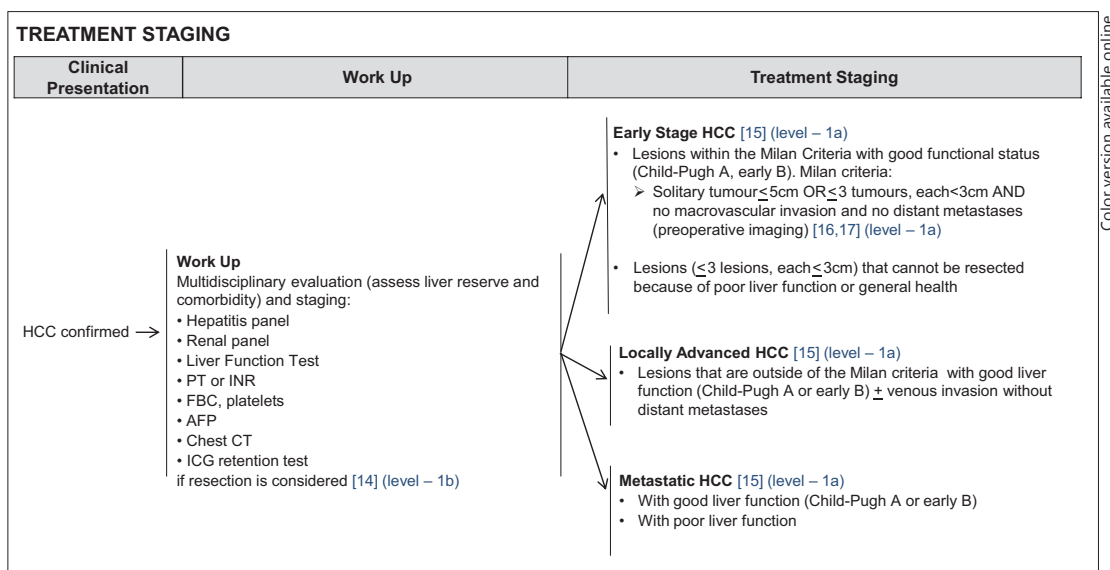 TREATMENT STAGING
Clinical
Presentation
Work Up
Treatment Staging
HCC confirmed
Work Up
Multidisciplinary evaluation (assess liver reserve and
comorbidity) and staging:
• Hepatitis panel
• Renal panel
• Liver Function Test
• PT or INR
• FBC, platelets
• AFP
• Chest CT
• ICG retention test
if resection is considered [14] (level – 1b)
Early Stage HCC [15] (level – 1a)
• Lesions within the Milan Criteria with good functional status
(Child-Pugh A, early B). Milan criteria:
➢ Solitary tumour≤5cm OR≤3 tumours, each<3cm AND
no macrovascular invasion and no distant metastases
(preoperative imaging) [16,17] (level – 1a)
• Lesions (≤3 lesions, each≤3cm) that cannot be resected
because of poor liver function or general health
Locally Advanced HCC [15] (level – 1a)
• Lesions that are outside of the Milan criteria with good liver
function (Child-Pugh A or early B) ± venous invasion without
distant metastases
Metastatic HCC [15] (level – 1a)
• With good liver function (Child-Pugh A or early B)
• With poor liver function
Color version available online